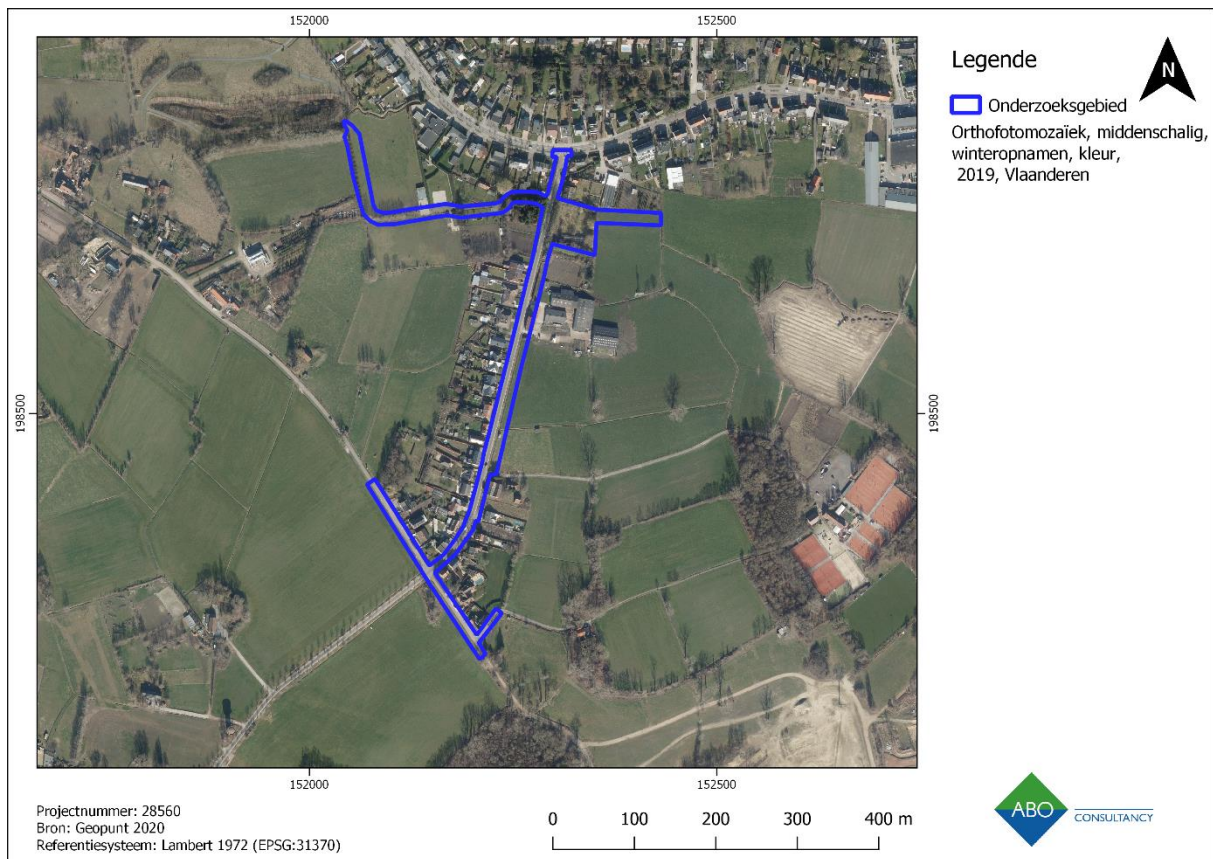 152000
152500
Legende
N
Onderzoeksgebied
Orthofotomozaïek, middenschalig,
winteropnamen, kleur,
2019, Vlaanderen
198500
198500
152000
152500
Projectnummer: 28560
Bron: Geopunt 2020
Referentiesysteem: Lambert 1972 (EPSG:31370)
0 100 200 300 400 m
ABO
CONSULTANCY